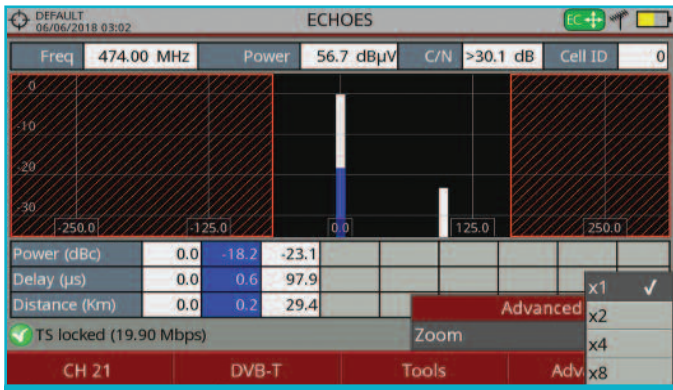 DEFAULT
06/06/2018 03:02
ECHOES
EC
Freq 474.00 MHz Power 56.7 dBµV C/N >30.1 dB Cell ID 0
0
-10
-20
-30
-250.0 -125.0 0.0 125.0 250.0
Power (dBc) 0.0 -18.2 -23.1
Delay (µs) 0.0 0.6 97.9
Distance (Km) 0.0 0.2 29.4
x1
Advanced
x2
TS locked (19.90 Mbps) Zoom
x4
CH 21 DVB-T Tools Adv
x8